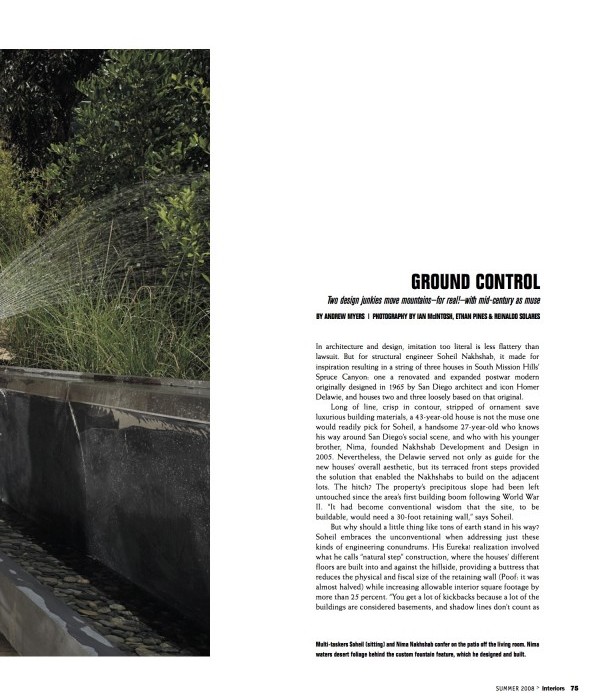 GROUND CONTROL
Two design junkies move mountains—for real!—with mid-century as muse
BY ANDREW MYERS | PHOTOGRAPHY BY IAN McINTOSH, ETHAN PINES & REINALDO SOLARES
In architecture and design, imitation too literal is less flattery than
lawsuit. But for structural engineer Soheil Nakhshab, it made for
inspiration resulting in a string of three houses in South Mission Hills'
Spruce Canyon: one a renovated and expanded postwar modern
originally designed in 1965 by San Diego architect and icon Homer
Delawie, and houses two and three loosely based on that original.
Long of line, crisp in contour, stripped of ornament save
luxurious building materials, a 43-year-old house is not the muse one
would readily pick for Soheil, a handsome 27-year-old who knows
his way around San Diego's social scene, and who with his younger
brother, Nima, founded Nakhshab Development and Design in
2005. Nevertheless, the Delawie served not only as guide for the
new houses' overall aesthetic, but its terraced front steps provided
the solution that enabled the Nakhshabs to build on the adjacent
lots. The hitch? The property's precipitous slope had been left
untouched since the area's first building boom following World War
II. "It had become conventional wisdom that the site, to be
buildable, would need a 30-foot retaining wall," says Soheil.
But why should a little thing like tons of earth stand in his way?
Soheil embraces the unconventional when addressing just these
kinds of engineering conundrums. His Eureka! realization involved
what he calls "natural step" construction, where the houses' different
floors are built into and against the hillside, providing a buttress that
reduces the physical and fiscal size of the retaining wall (Poof: it was
almost halved) while increasing allowable interior square footage by
more than 25 percent. "You get a lot of kickbacks because a lot of the
buildings are considered basements, and shadow lines don't count as
Multi-taskers Soheil (sitting) and Nima Nakhshab confer on the patio off the living room. Nima
waters desert foliage behind the custom fountain feature, which he designed and built.
SUMMER 2008 > Interiors 75